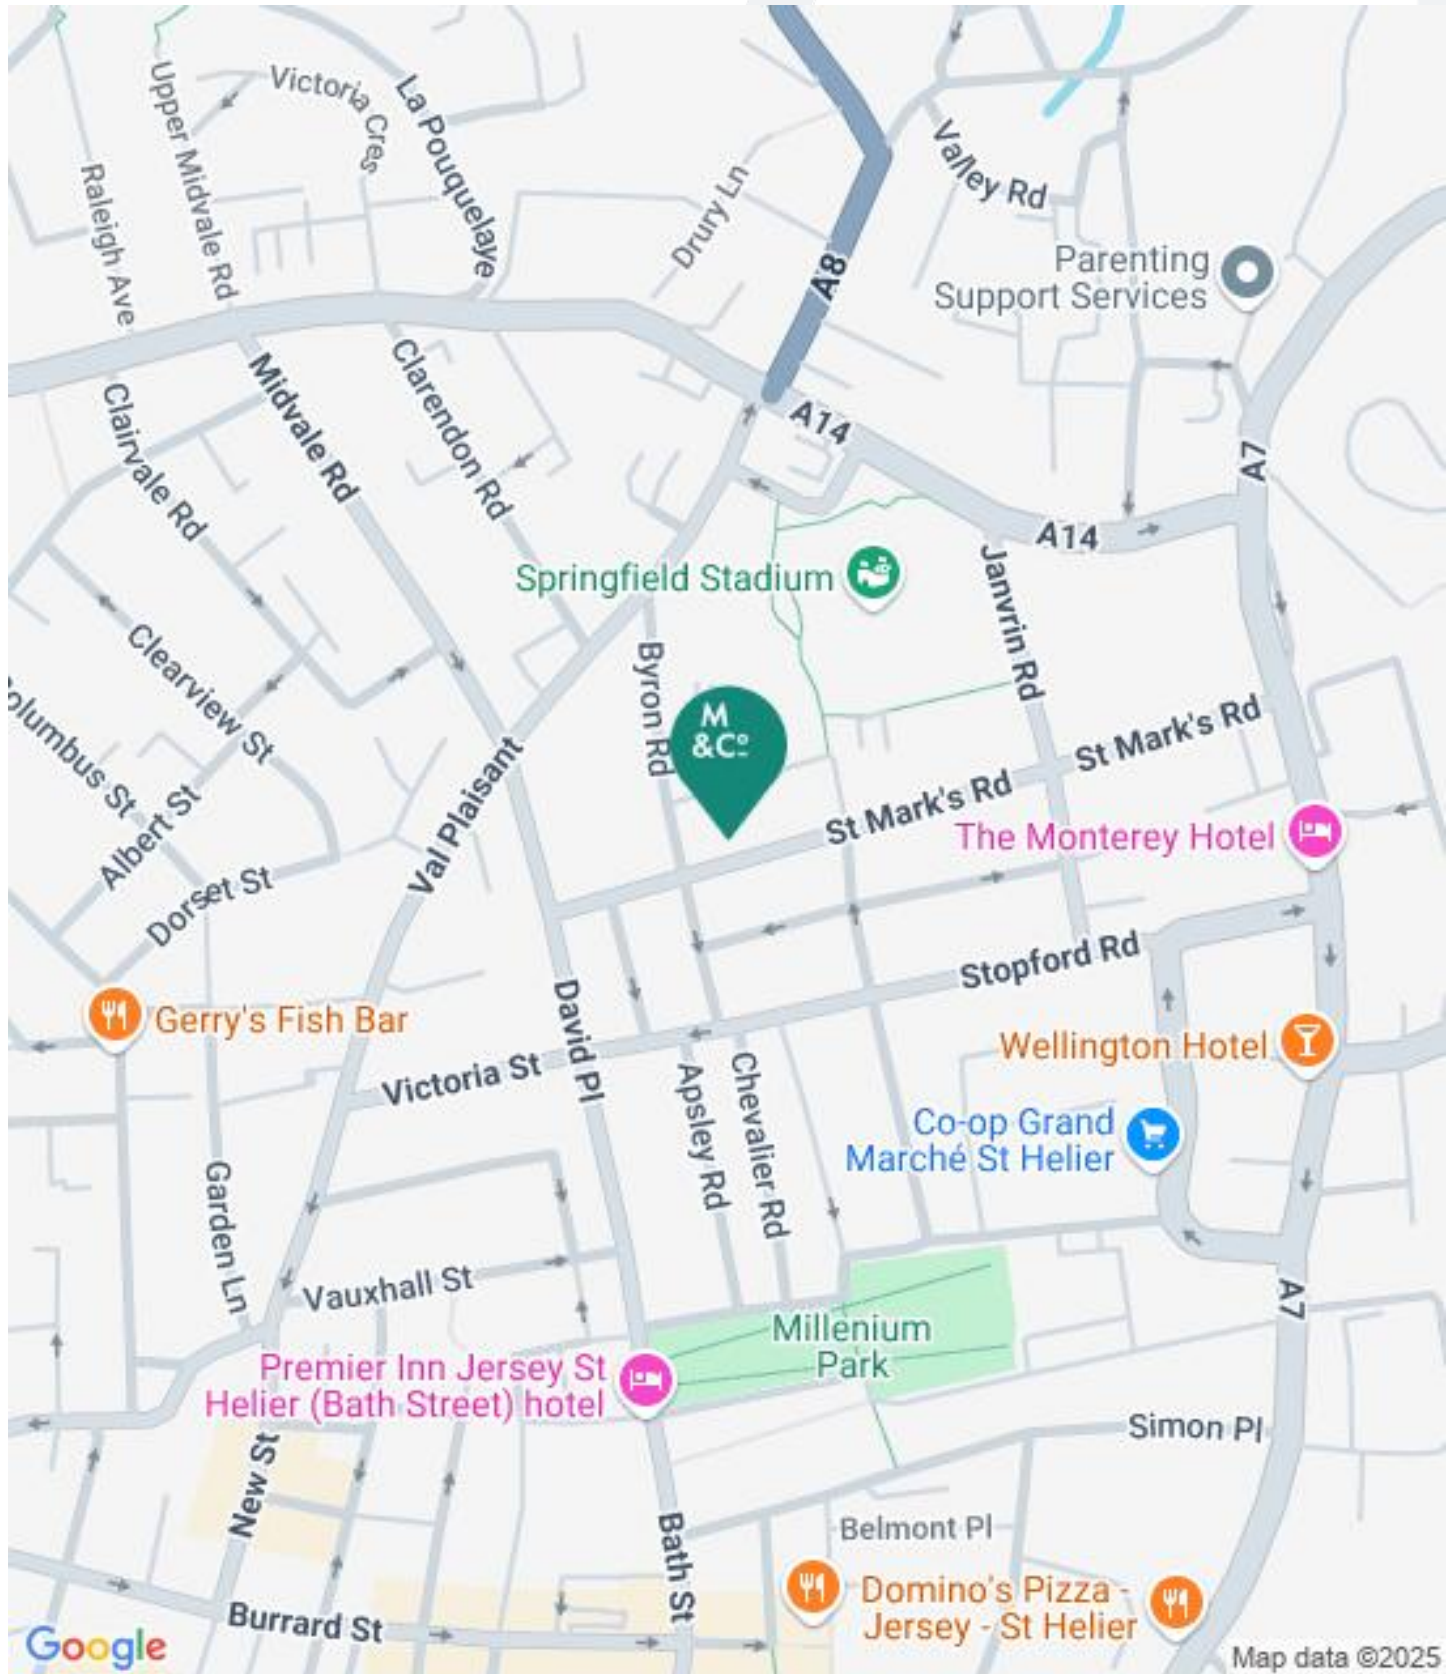 Victoria Cres
La Pouquelaye
Upper Midvale Rd
Raleigh Ave
Valley Rd
Drury Ln
A8
Parenting
Support Services
Midvale Rd
Clarendon Rd
Clairvale Rd
A14
A7
A14
Springfield Stadium
Janvrin Rd
Byron Rd
Clearview St
olumbus St
M
&Cº
St Mark's Rd
St Mark's Rd
Val Plaisant
Albert St
The Monterey Hotel
Dorset St
Stopford Rd
David Pl
Gerry's Fish Bar
Wellington Hotel
Victoria St
Apsley Rd
Chevalier Rd
Co-op Grand
Marché St Helier
Garden Ln
Vauxhall St
A7
Millenium
Park
Premier Inn Jersey St
Helier (Bath Street) hotel
Simon Pl
New St
Bath St
Belmont Pl
Domino's Pizza -
Jersey - St Helier
Burrard St
Google
Map data ©2025